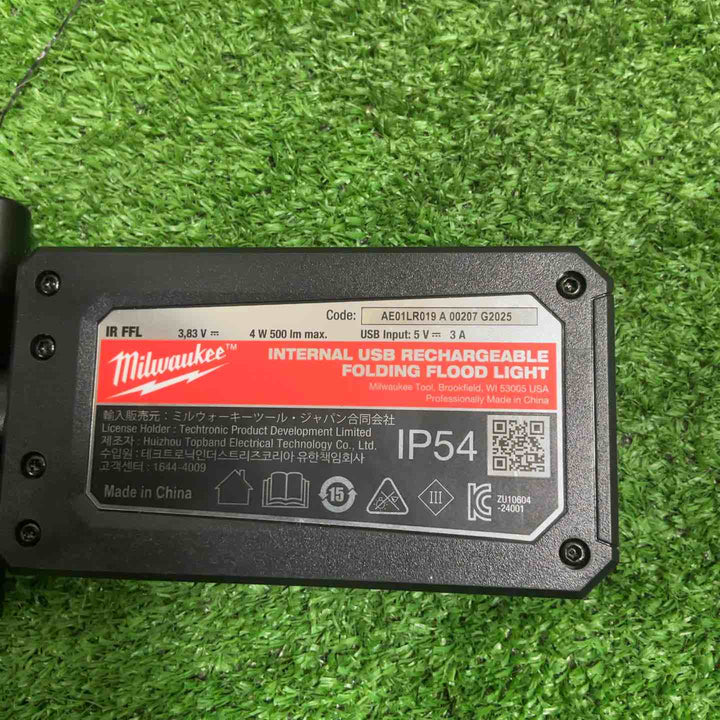 Code: AE01LR019 A 00207 G2025
IR FFL 3,83 V ⎓ 4 W 500 lm max. USB Input: 5 V ⎓ 3 A
Milwaukee™
INTERNAL USB RECHARGEABLE
FOLDING FLOOD LIGHT
Milwaukee Tool, Brookfield, WI 53005 USA
Professionally Made in China
輸入販売元：ミルウォーキーツール・ジャパン合同会社
License Holder : Techtronic Product Development Limited
제조자 : Huizhou Topband Electrical Technology Co., Ltd.
수입원 : 테크트로닉인더스트리즈코리아 유한책임회사
고객센터 : 1644-4009
IP54
Made in China
15
III
ZU10604
-24001